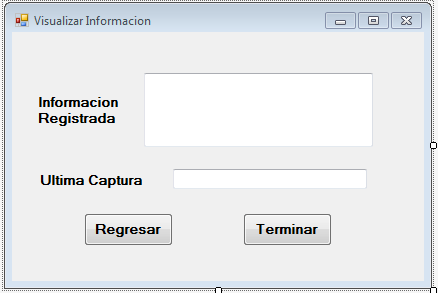 Visualizar Informacion
Informacion
Registrada
Ultima Captura
Regresar
Terminar